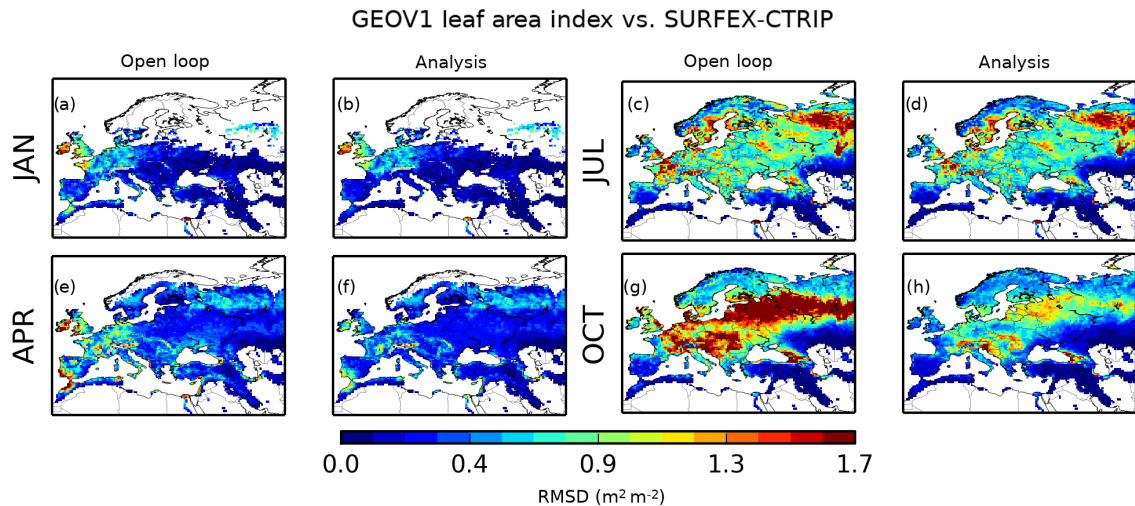 GEOV1 leaf area index vs. SURFEX-CTRIP
Open loop
Analysis
Open loop
Analysis
JAN
(a)
(b)
JUL
(c)
(d)
APR
(e)
(f)
OCT
(g)
(h)
0.0 0.4 0.9 1.3 1.7
RMSD (m² m⁻²)